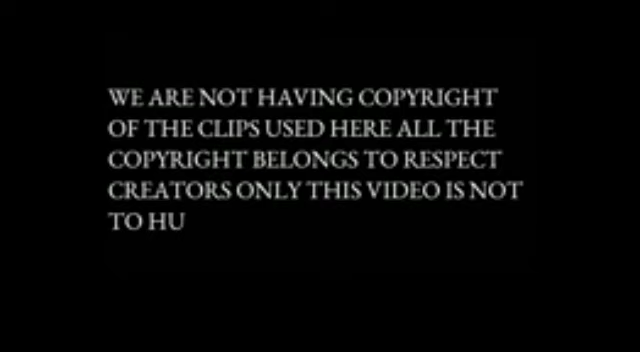 WE ARE NOT HAVING COPYRIGHT
OF THE CLIPS USED HERE ALL THE
COPYRIGHT BELONGS TO RESPECT
CREATORS ONLY THIS VIDEO IS NOT
TO HU